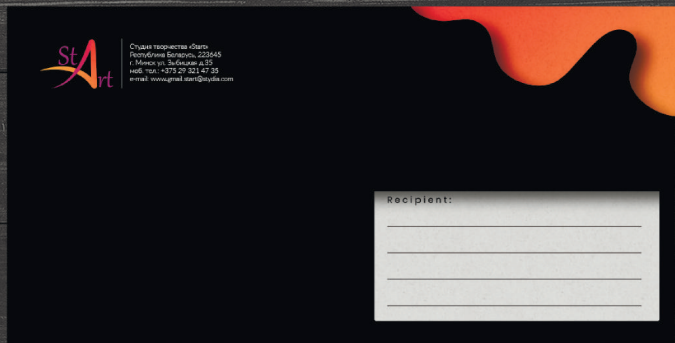 StArt
Студия творчества «Start»
Республика Беларусь, 223645
г. Минск ул. Зыбицкая д.35
моб. тел.: +375 29 321 47 35
e-mail: www.gmail.start@stydia.com
Recipient: